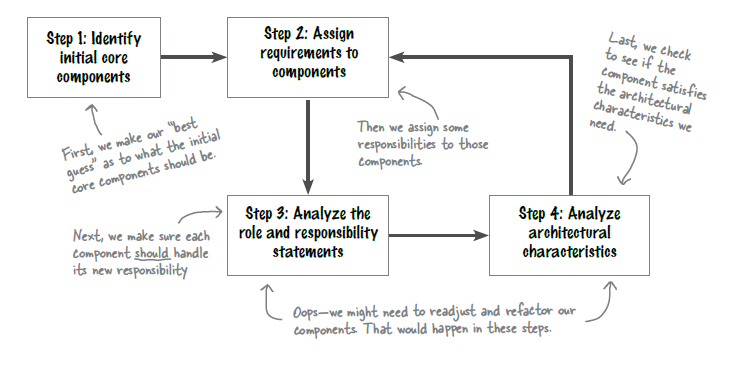 Step 1: Identify
initial core
components
Step 2: Assign
requirements to
components
Last, we check
to see if the
component satisfies
the architectural
characteristics we
need.
First, we make our "best
guess" as to what the initial
core components should be.
Then we assign some
responsibilities to those
components.
Step 3: Analyze the
role and responsibility
statements
Step 4: Analyze
architectural
characteristics
Next, we make sure each
component should handle
its new responsibility
Oops—we might need to readjust and refactor our
components. That would happen in these steps.